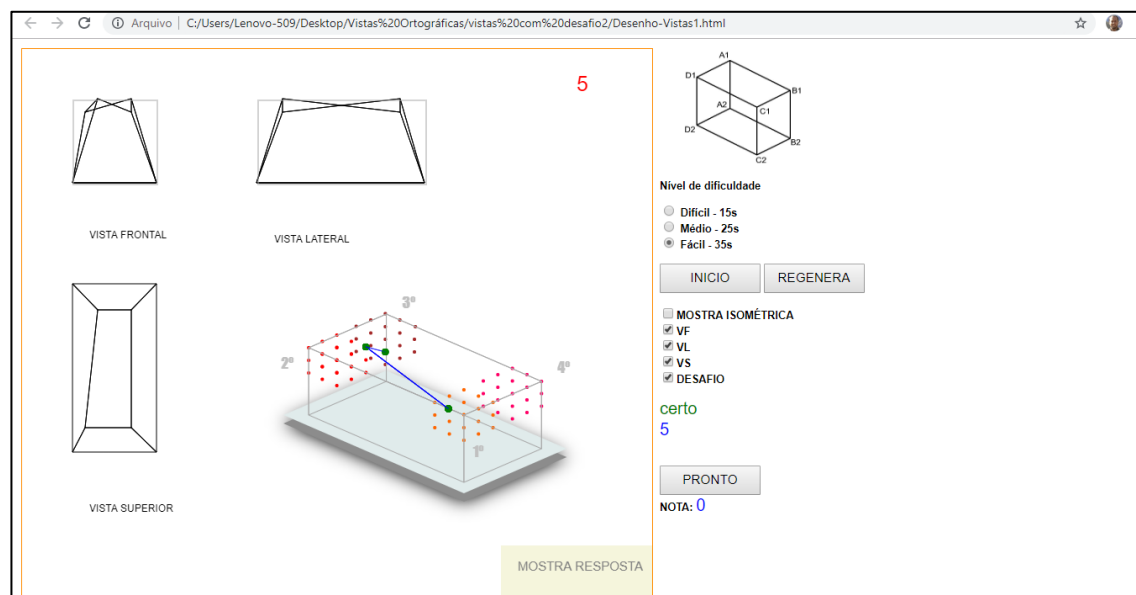 Arquivo | C:/Users/Lenovo-509/Desktop/Vistas%20Ortográficas/vistas%20com%20desafio2/Desenho-Vistas1.html
5
VISTA FRONTAL
VISTA LATERAL
VISTA SUPERIOR
3º
2º
4º
1º
MOSTRA RESPOSTA
A1
D1
B1
A2
C1
D2
B2
C2
Nível de dificuldade
Difícil - 15s
Médio - 25s
Fácil - 35s
INICIO REGENERA
MOSTRA ISOMÉTRICA
VF
VL
VS
DESAFIO
certo
5
PRONTO
NOTA: 0